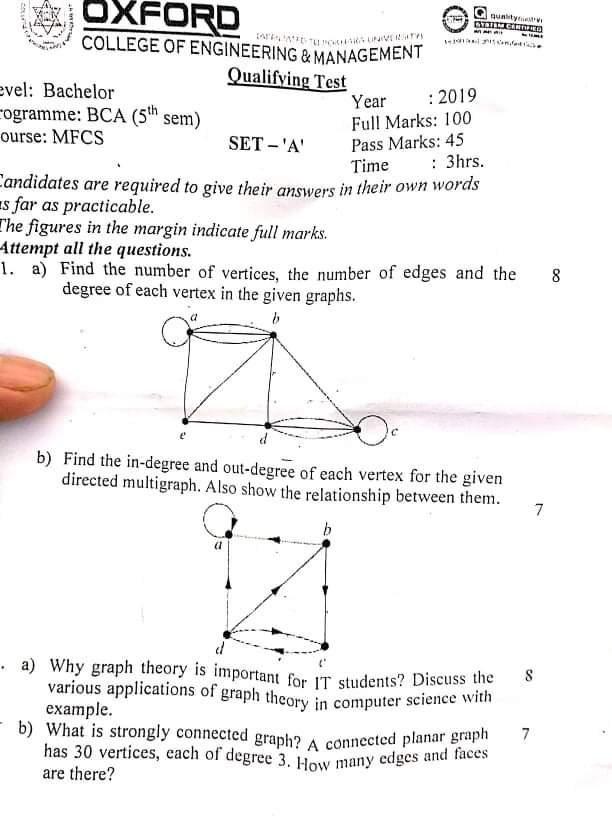 OXFORD
COLLEGE OF ENGINEERING & MANAGEMENT
Qualifying Test
evel: Bachelor
Year : 2019
rogramme: BCA (5th sem)
Full Marks: 100
ourse: MFCS
SET – 'A'
Pass Marks: 45
Time : 3hrs.
Candidates are required to give their answers in their own words
as far as practicable.
The figures in the margin indicate full marks.
Attempt all the questions.
1. a) Find the number of vertices, the number of edges and the 8
degree of each vertex in the given graphs.
a
b
e
d
c
b) Find the in-degree and out-degree of each vertex for the given
directed multigraph. Also show the relationship between them. 7
a
b
d
c
. a) Why graph theory is important for IT students? Discuss the 8
various applications of graph theory in computer science with
example.
b) What is strongly connected graph? A connected planar graph 7
has 30 vertices, each of degree 3. How many edges and faces
are there?